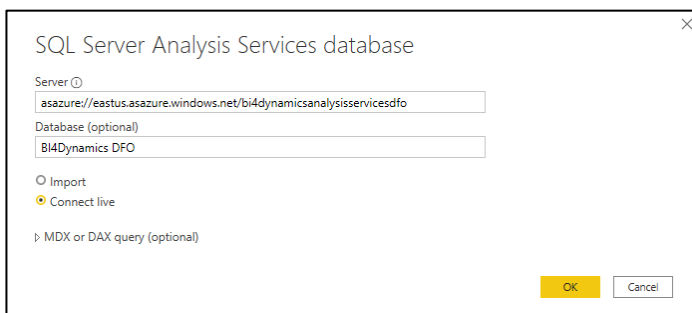 SQL Server Analysis Services database
Server
asazure://eastus.asazure.windows.net/bi4dynamicsanalysisservicesdfo
Database (optional)
BI4Dynamics DFO
Import
Connect live
MDX or DAX query (optional)
OK Cancel